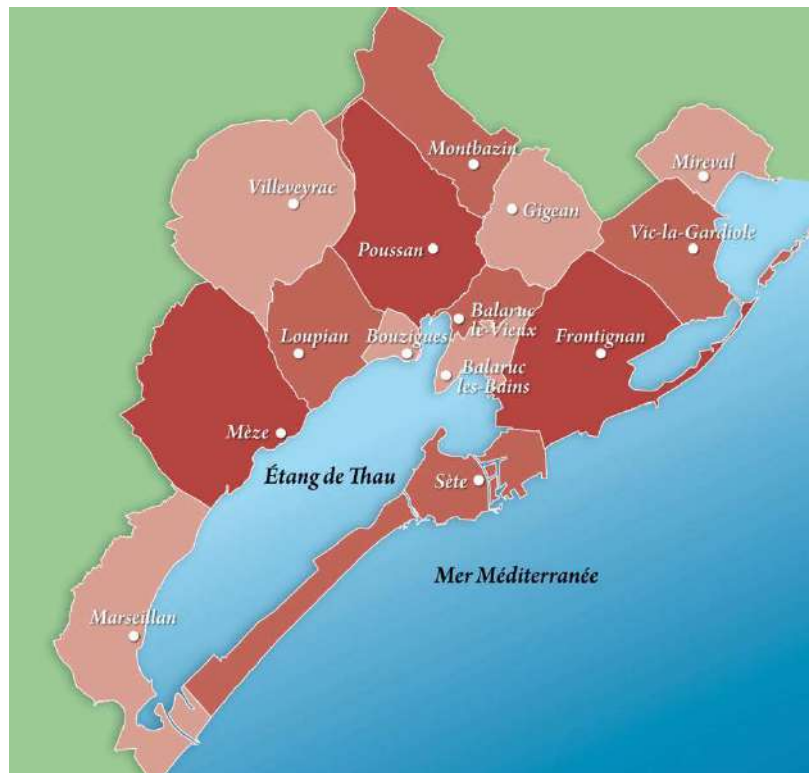 Montbazin
Mireval
Villeveyrac
Gigean
Vic-la-Gardiole
Poussan
Balaruc
le-Vieux
Loupian
Bouzigues
Frontignan
Balaruc
les-Bains
Mèze
Étang de Thau
Sète
Mer Méditerranée
Marseillan